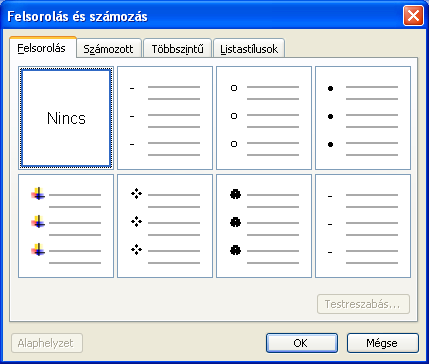 Felsorolás és számozás
Felsorolás Számozott Többszintű Listastílusok
Nincs
Testreszabás...
Alaphelyzet OK Mégse